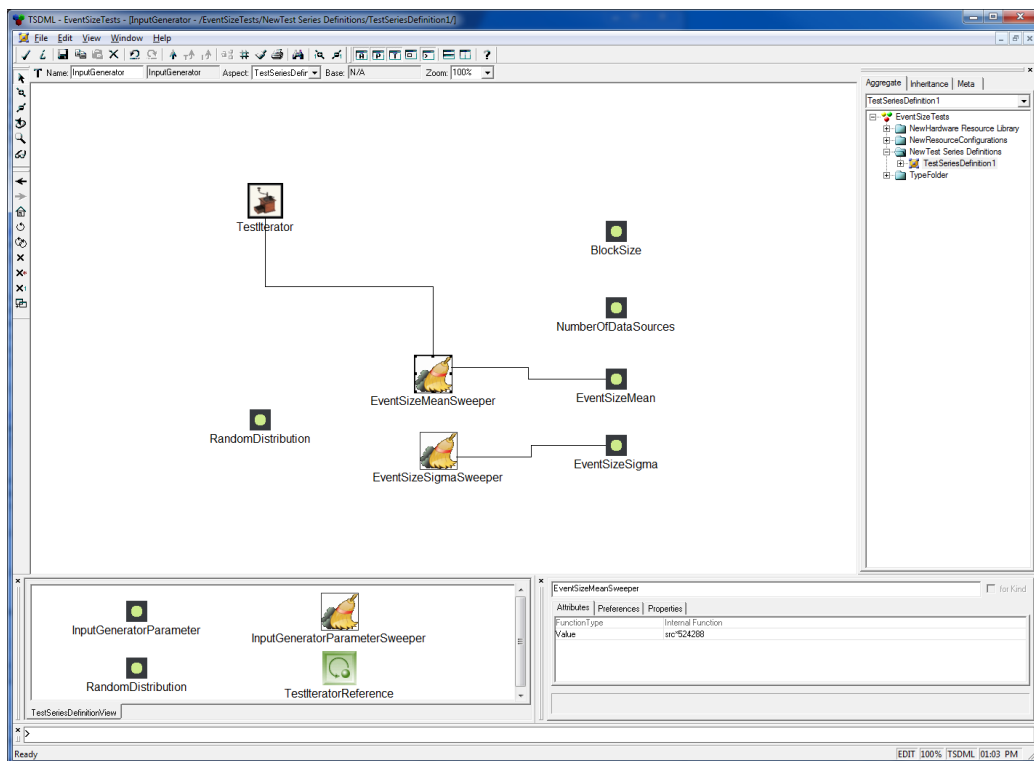 TSDML - EventSizeTests - [InputGenerator - /EventSizeTests/NewTest Series Definitions/TestSeriesDefinition1/]
File Edit View Window Help
Name: InputGenerator InputGenerator Aspect: TestSeriesDefir Base: N/A Zoom: 100%
Aggregate Inheritance Meta
TestSeriesDefinition1
EventSizeTests
NewHardware Resource Library
NewResourceConfigurations
NewTest Series Definitions
TestSeriesDefinition1
TypeFolder
TestIterator
BlockSize
NumberOfDataSources
EventSizeMeanSweeper
EventSizeMean
RandomDistribution
EventSizeSigmaSweeper
EventSizeSigma
InputGeneratorParameter
InputGeneratorParameterSweeper
RandomDistribution
TestIteratorReference
TestSeriesDefinitionView
EventSizeMeanSweeper
for Kind
Attributes Preferences Properties
FunctionType Internal Function
Value src*524288
>
Ready
EDIT 100% TSDML 01:03 PM